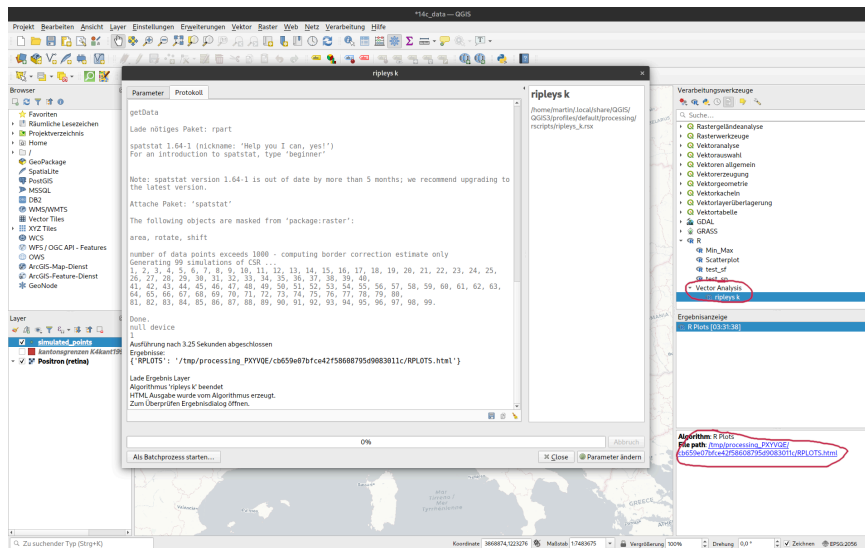 *14c_data — QGIS
Projekt Bearbeiten Ansicht Layer Einstellungen Erweiterungen Vektor Raster Web Netz Verarbeitung Hilfe
Browser
Favoriten
Räumliche Lesezeichen
Projektverzeichnis
Home
/
GeoPackage
SpatiaLite
PostGIS
MSSQL
DB2
WMS/WMTS
Vector Tiles
XYZ Tiles
WCS
WFS / OGC API - Features
OWS
ArcGIS-Map-Dienst
ArcGIS-Feature-Dienst
GeoNode
Layer
simulated_points
kantonsgrenzen K4kant199
Positron (retina)
ripleys k
Parameter Protokoll
getData
Lade nötiges Paket: rpart
spatstat 1.64-1 (nickname: 'Help you I can, yes!')
For an introduction to spatstat, type 'beginner'
Note: spatstat version 1.64-1 is out of date by more than 5 months; we recommend upgrading to
the latest version.
Attache Paket: 'spatstat'
The following objects are masked from 'package:raster':
area, rotate, shift
number of data points exceeds 1000 - computing border correction estimate only
Generating 99 simulations of CSR ...
1, 2, 3, 4, 5, 6, 7, 8, 9, 10, 11, 12, 13, 14, 15, 16, 17, 18, 19, 20, 21, 22, 23, 24, 25,
26, 27, 28, 29, 30, 31, 32, 33, 34, 35, 36, 37, 38, 39, 40,
41, 42, 43, 44, 45, 46, 47, 48, 49, 50, 51, 52, 53, 54, 55, 56, 57, 58, 59, 60, 61, 62, 63,
64, 65, 66, 67, 68, 69, 70, 71, 72, 73, 74, 75, 76, 77, 78, 79, 80,
81, 82, 83, 84, 85, 86, 87, 88, 89, 90, 91, 92, 93, 94, 95, 96, 97, 98, 99.
Done.
null device
1
Ausführung nach 3.25 Sekunden abgeschlossen
Ergebnisse:
{'RPLOTS': '/tmp/processing_PXYVQE/cb659e07bfce42f58608795d9083011c/RPLOTS.html'}
Lade Ergebnis Layer
Algorithmus 'ripleys k' beendet
HTML Ausgabe wurde vom Algorithmus erzeugt.
Zum Überprüfen Ergebnisdialog öffnen.
0%
Abbruch
Als Batchprozess starten...
Close
Parameter ändern
ripleys k
/home/martin/.local/share/QGIS/
QGIS3/profiles/default/processing/
rscripts/ripleys_k.rsx
Verarbeitungswerkzeuge
Suche...
Rastergeländeanalyse
Rasterwerkzeuge
Vektoranalyse
Vektorauswahl
Vektoren allgemein
Vektorerzeugung
Vektorgeometrie
Vektorkacheln
Vektorlayerüberlagerung
Vektortabelle
GDAL
GRASS
R
Min_Max
Scatterplot
test_sf
test_sp
Vector Analysis
ripleys k
Ergebnisanzeige
R Plots [03:31:38]
Algorithm: R Plots
File path: /tmp/processing_PXYVQE/
cb659e07bfce42f58608795d9083011c/RPLOTS.html
GREECE
Zu suchender Typ (Strg+K)
Koordinate 3868874,1223276 Maßstab 1:7483675 Vergrößerung 100% Drehung 0,0 ° Zeichnen EPSG:2056